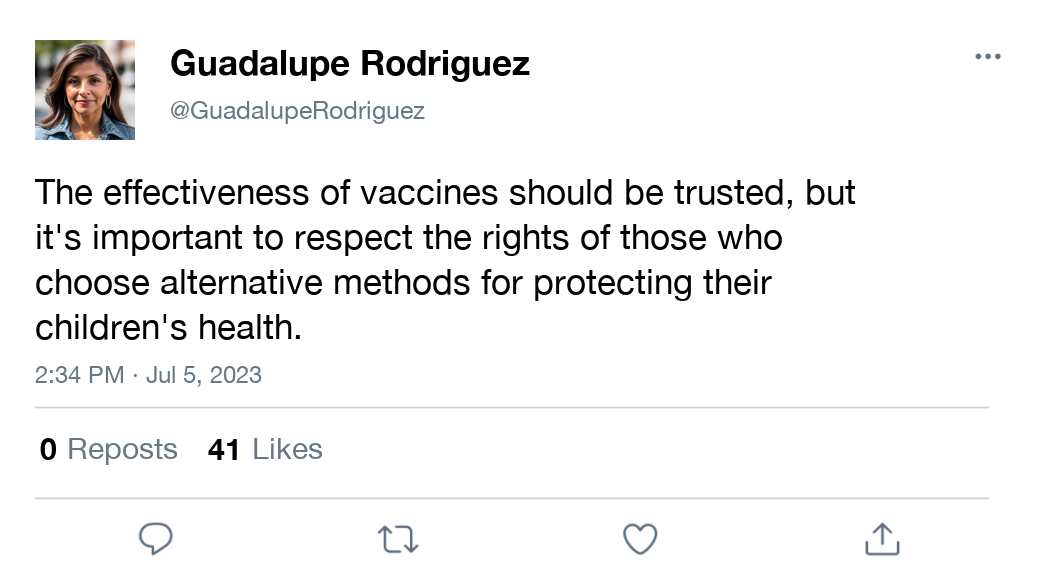 Guadalupe Rodriguez
@GuadalupeRodriguez
The effectiveness of vaccines should be trusted, but
it's important to respect the rights of those who
choose alternative methods for protecting their
children's health.
2:34 PM · Jul 5, 2023
0 Reposts 41 Likes